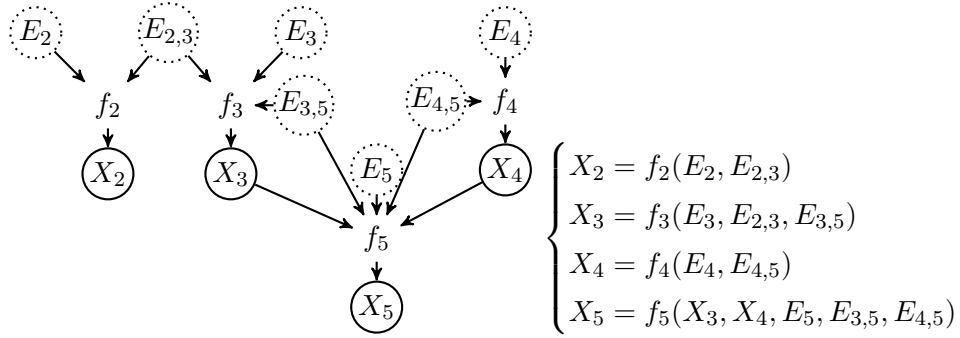 E_2 E_{2,3} E_3 E_4
f_2 f_3 E_{3,5} E_{4,5} f_4
X_2 X_3 E_5 X_4
f_5
X_5
X_2 = f_2(E_2, E_{2,3})
X_3 = f_3(E_3, E_{2,3}, E_{3,5})
X_4 = f_4(E_4, E_{4,5})
X_5 = f_5(X_3, X_4, E_5, E_{3,5}, E_{4,5})